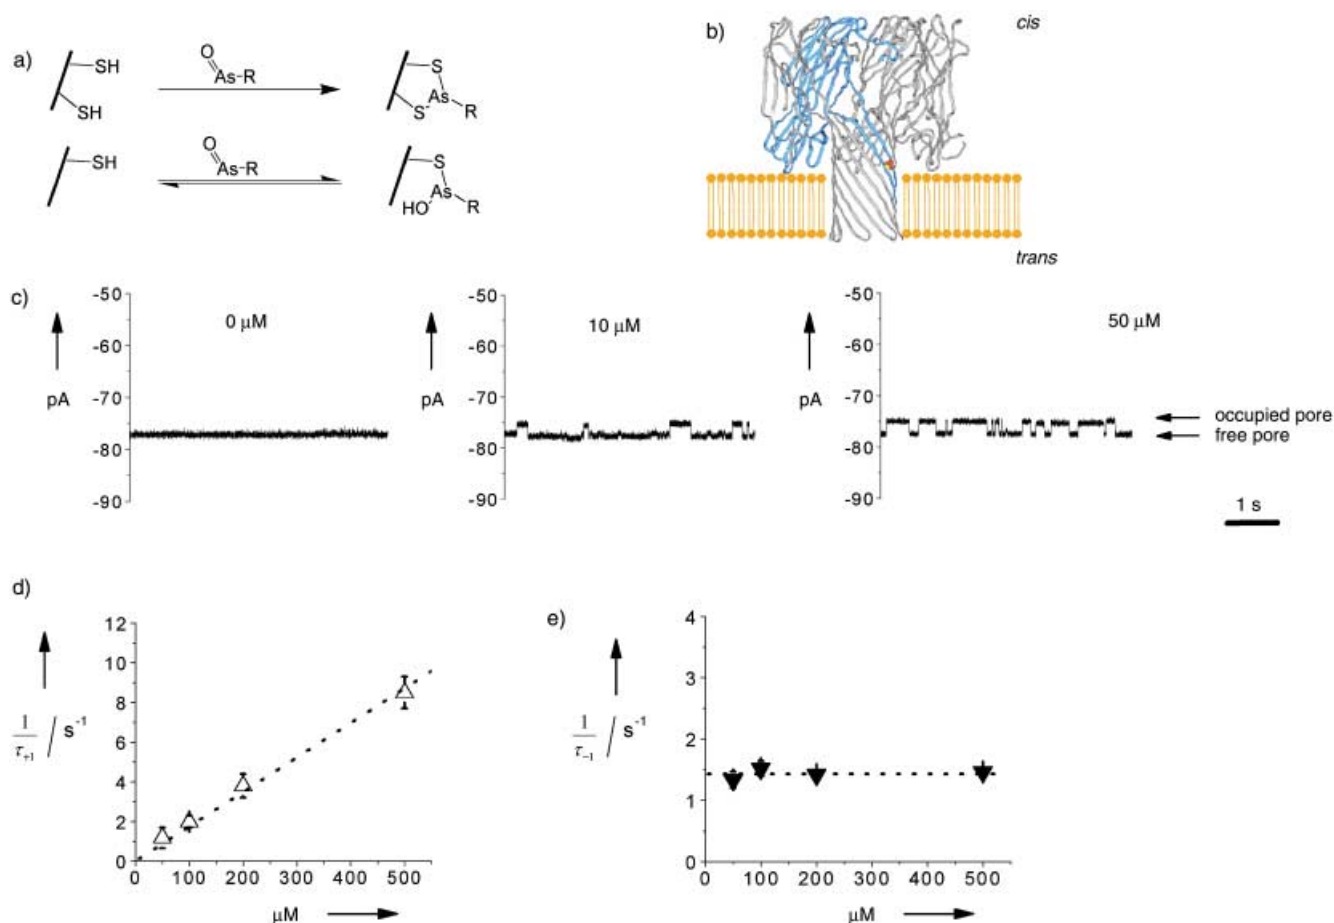 a)
SH
SH
O
As-R
S
S
As
R
SH
O
As-R
S
As
HO
R
b)
cis
trans
c)
-50
-60
-70
-80
-90
pA
0 µM
-50
-60
-70
-80
-90
pA
10 µM
-50
-60
-70
-80
-90
pA
50 µM
occupied pore
free pore
1 s
d)
12
10
8
6
4
2
0
1/τ+1 / s-1
0 100 200 300 400 500
µM
e)
4
3
2
1
0
1/τ-1 / s-1
0 100 200 300 400 500
µM